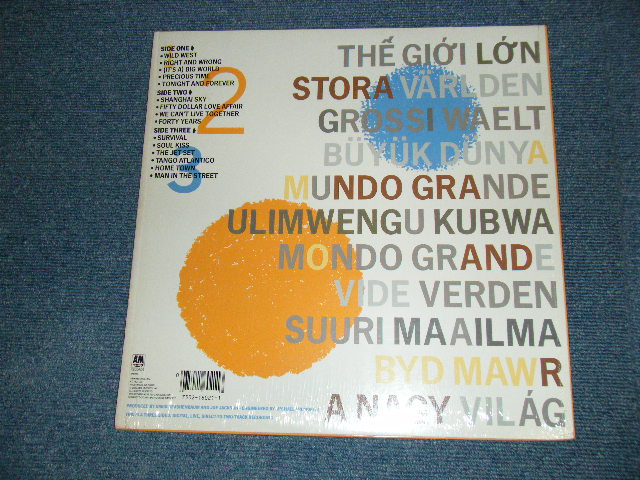 SIDE ONE
• WILD WEST
• RIGHT AND WRONG
• (IT'S A) BIG WORLD
• PRECIOUS TIME
• TONIGHT AND FOREVER
SIDE TWO
• SHANGHAI SKY
• FIFTY DOLLAR LOVE AFFAIR
• WE CAN'T LIVE TOGETHER
• FORTY YEARS
SIDE THREE
• SURVIVAL
• SOUL KISS
• THE JET SET
• TANGO ATLANTICO
• HOME TOWN
• MAN IN THE STREET
2
3
THẾ GIỚI LỚN
STORA VÄRLDEN
GROSSI WAELT
BÜYÜK DÜNYA
MUNDO GRANDE
ULIMWENGU KUBWA
MONDO GRANDE
VIDE VERDEN
SUURI MAAILMA
BYD MAWR
A NAGY VILÁG
A&M
RECORDS